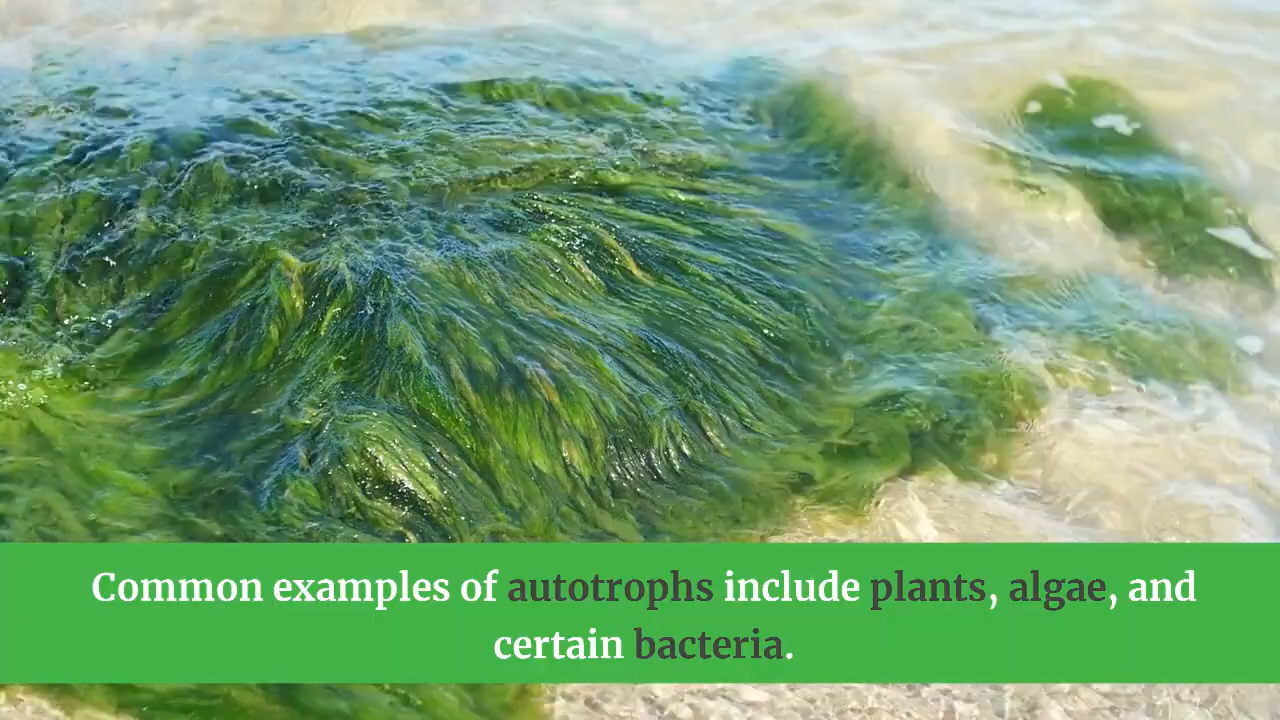 Common examples of autotrophs include plants, algae, and
certain bacteria.